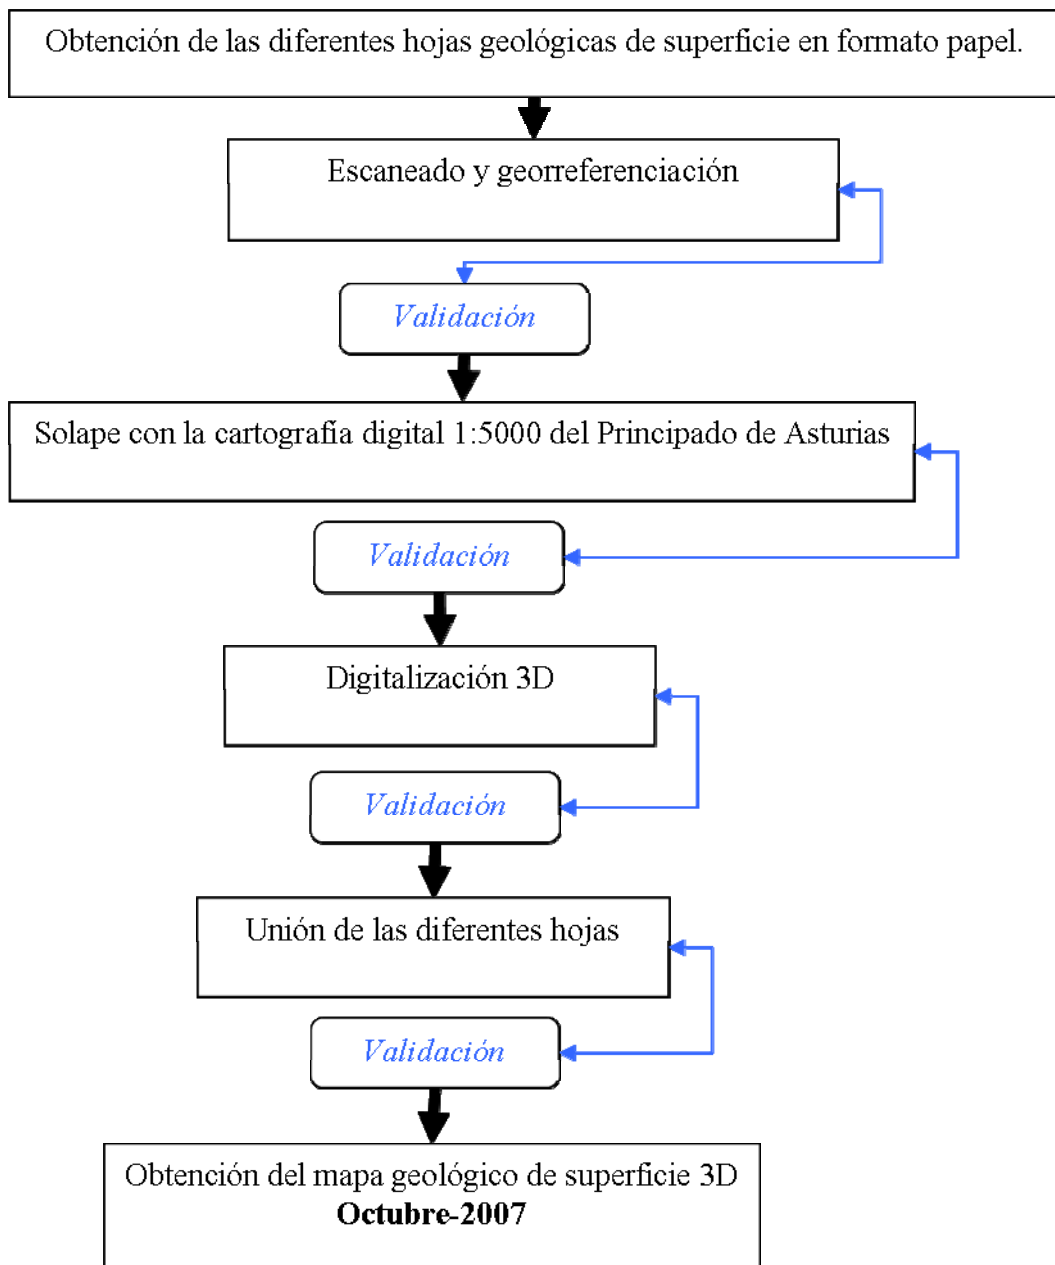 Obtención de las diferentes hojas geológicas de superficie en formato papel.
Escaneado y georreferenciación
Validación
Solape con la cartografía digital 1:5000 del Principado de Asturias
Validación
Digitalización 3D
Validación
Unión de las diferentes hojas
Validación
Obtención del mapa geológico de superficie 3D
Octubre-2007